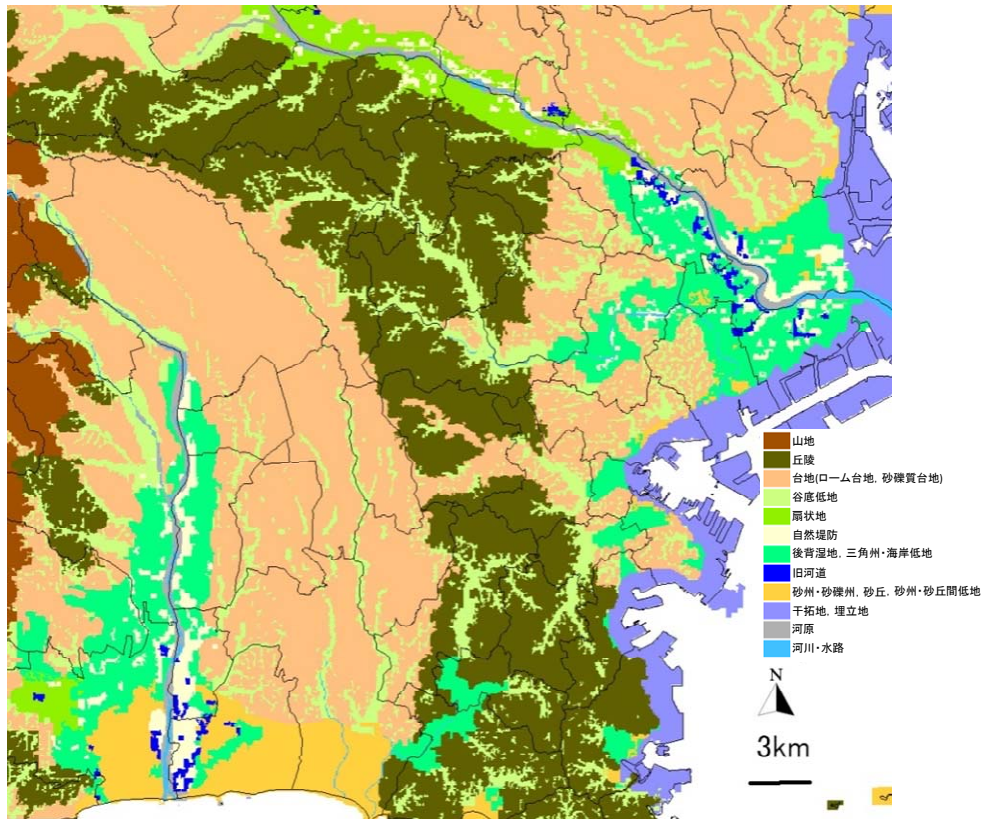 山地
丘陵
台地(ローム台地, 砂礫質台地)
谷底低地
扇状地
自然堤防
後背湿地, 三角州・海岸低地
旧河道
砂州・砂礫州, 砂丘, 砂州・砂丘間低地
干拓地, 埋立地
河原
河川・水路
N
3km